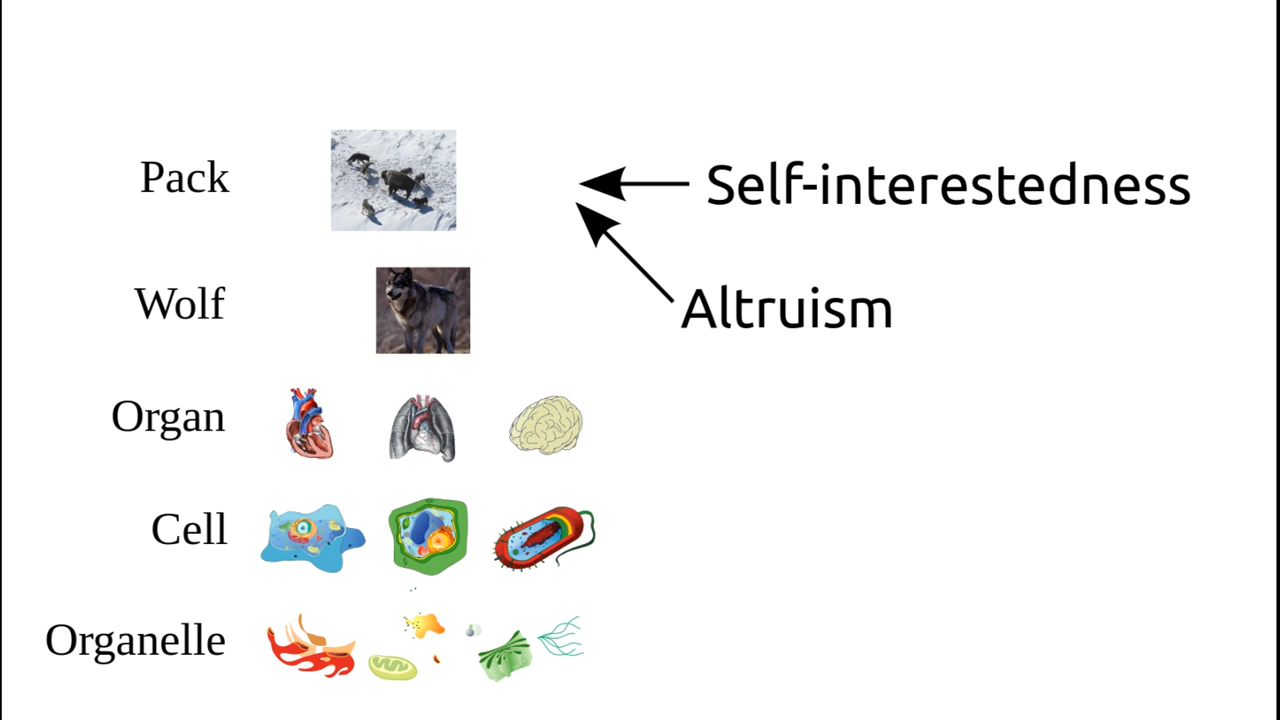 Pack
Self-interestedness
Wolf
Altruism
Organ
Cell
Organelle